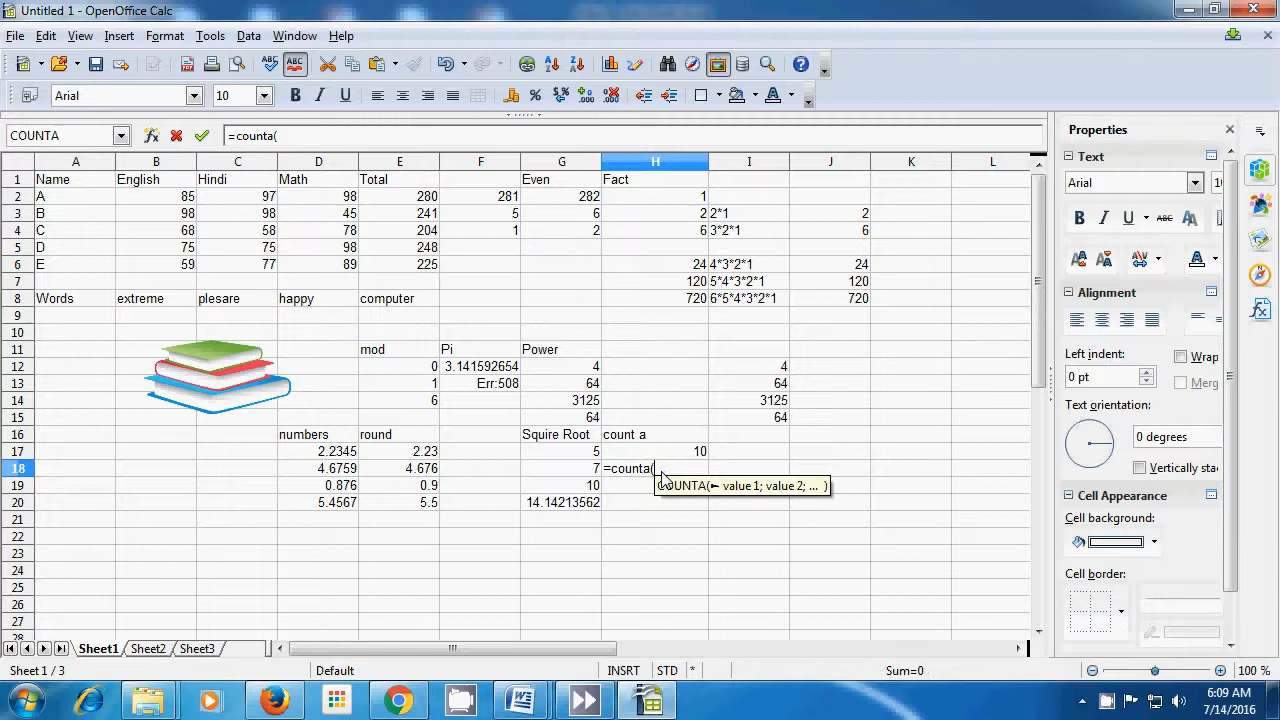 Untitled 1 - OpenOffice Calc
File Edit View Insert Format Tools Data Window Help
Arial 10
COUNTA =counta(
A B C D E F G H I J K L
1 Name English Hindi Math Total Even Fact
2 A 85 97 98 280 281 282 1
3 B 98 98 45 241 5 6 2 2*1 2
4 C 68 58 78 204 1 2 6 3*2*1 6
5 D 75 75 98 248
6 E 59 77 89 225 24 4*3*2*1 24
7 120 5*4*3*2*1 120
8 Words extreme plesare happy computer 720 6*5*4*3*2*1 720
9
10
11 mod Pi Power
12 0 3.141592654 4 4
13 1 Err:508 64 64
14 6 3125 3125
15 64 64
16 numbers round Squire Root count a
17 2.2345 2.23 5 10
18 4.6759 4.676 7 =counta(
19 0.876 0.9 10
20 5.4567 5.5 14.14213562
COUNTA( value1; value 2; ... )
21
22
23
24
25
26
27
28
Properties
Text
Arial
Alignment
Left indent: Wrap
0 pt Merg
Text orientation:
0 degrees
Vertically sta
Cell Appearance
Cell background:
Cell border:
Sheet1 Sheet2 Sheet3
Sheet 1 / 3 Default INSRT STD * Sum=0 100 %
6:09 AM
7/14/2016